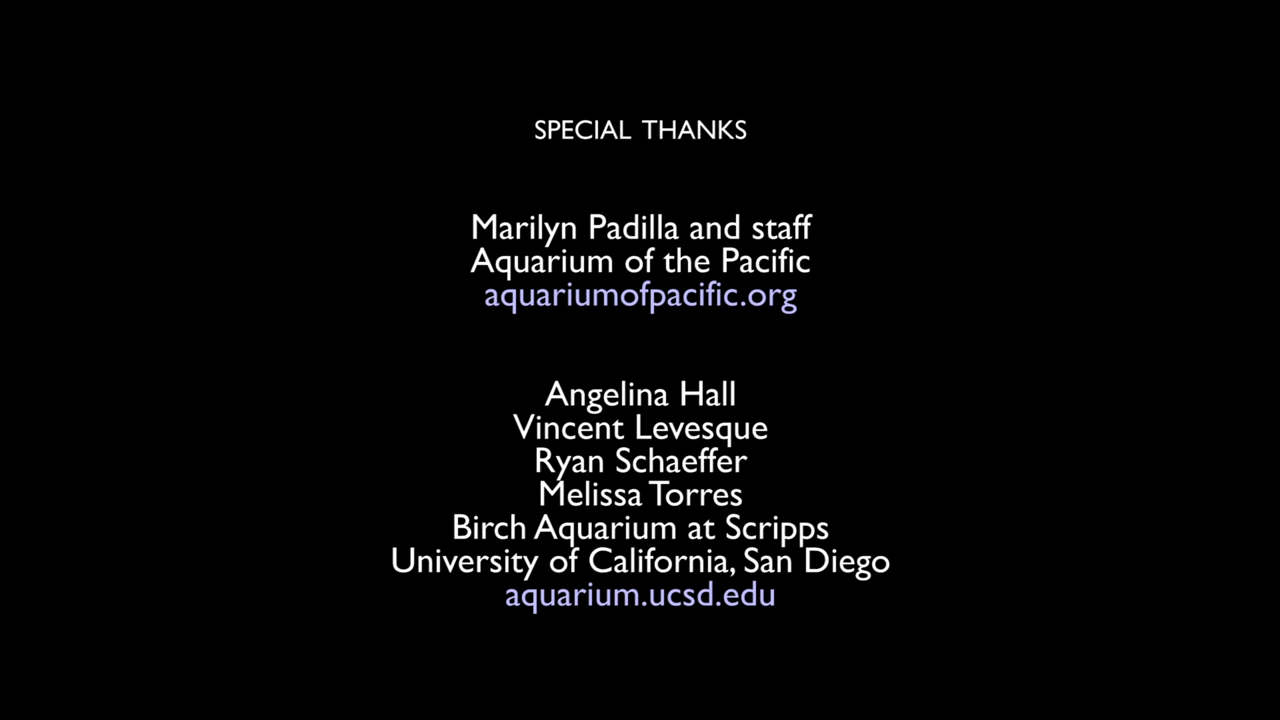 SPECIAL THANKS
Marilyn Padilla and staff
Aquarium of the Pacific
aquariumofpacific.org
Angelina Hall
Vincent Levesque
Ryan Schaeffer
Melissa Torres
Birch Aquarium at Scripps
University of California, San Diego
aquarium.ucsd.edu